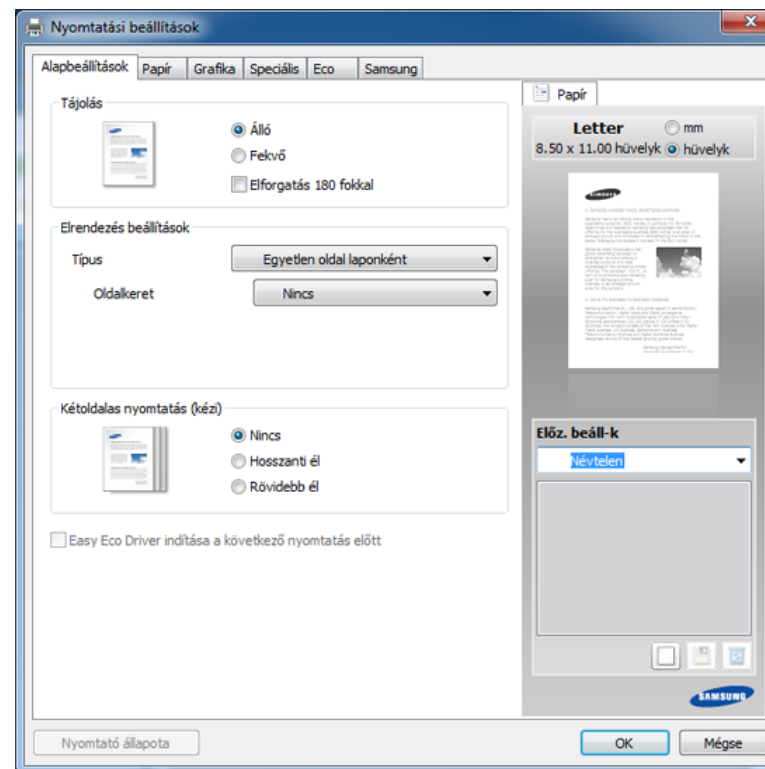 Nyomtatási beállítások
Alapbeállítások Papír Grafika Speciális Eco Samsung
Tájolás
Álló
Fekvő
Elforgatás 180 fokkal
Elrendezés beállítások
Típus Egyetlen oldal laponként
Oldalkeret Nincs
Kétoldalas nyomtatás (kézi)
Nincs
Hosszanti él
Rövidebb él
Easy Eco Driver indítása a következő nyomtatás előtt
Papír
Letter mm
8.50 x 11.00 hüvelyk hüvelyk
SAMSUNG
Előz. beáll-k
Névtelen
SAMSUNG
Nyomtató állapota OK Mégse